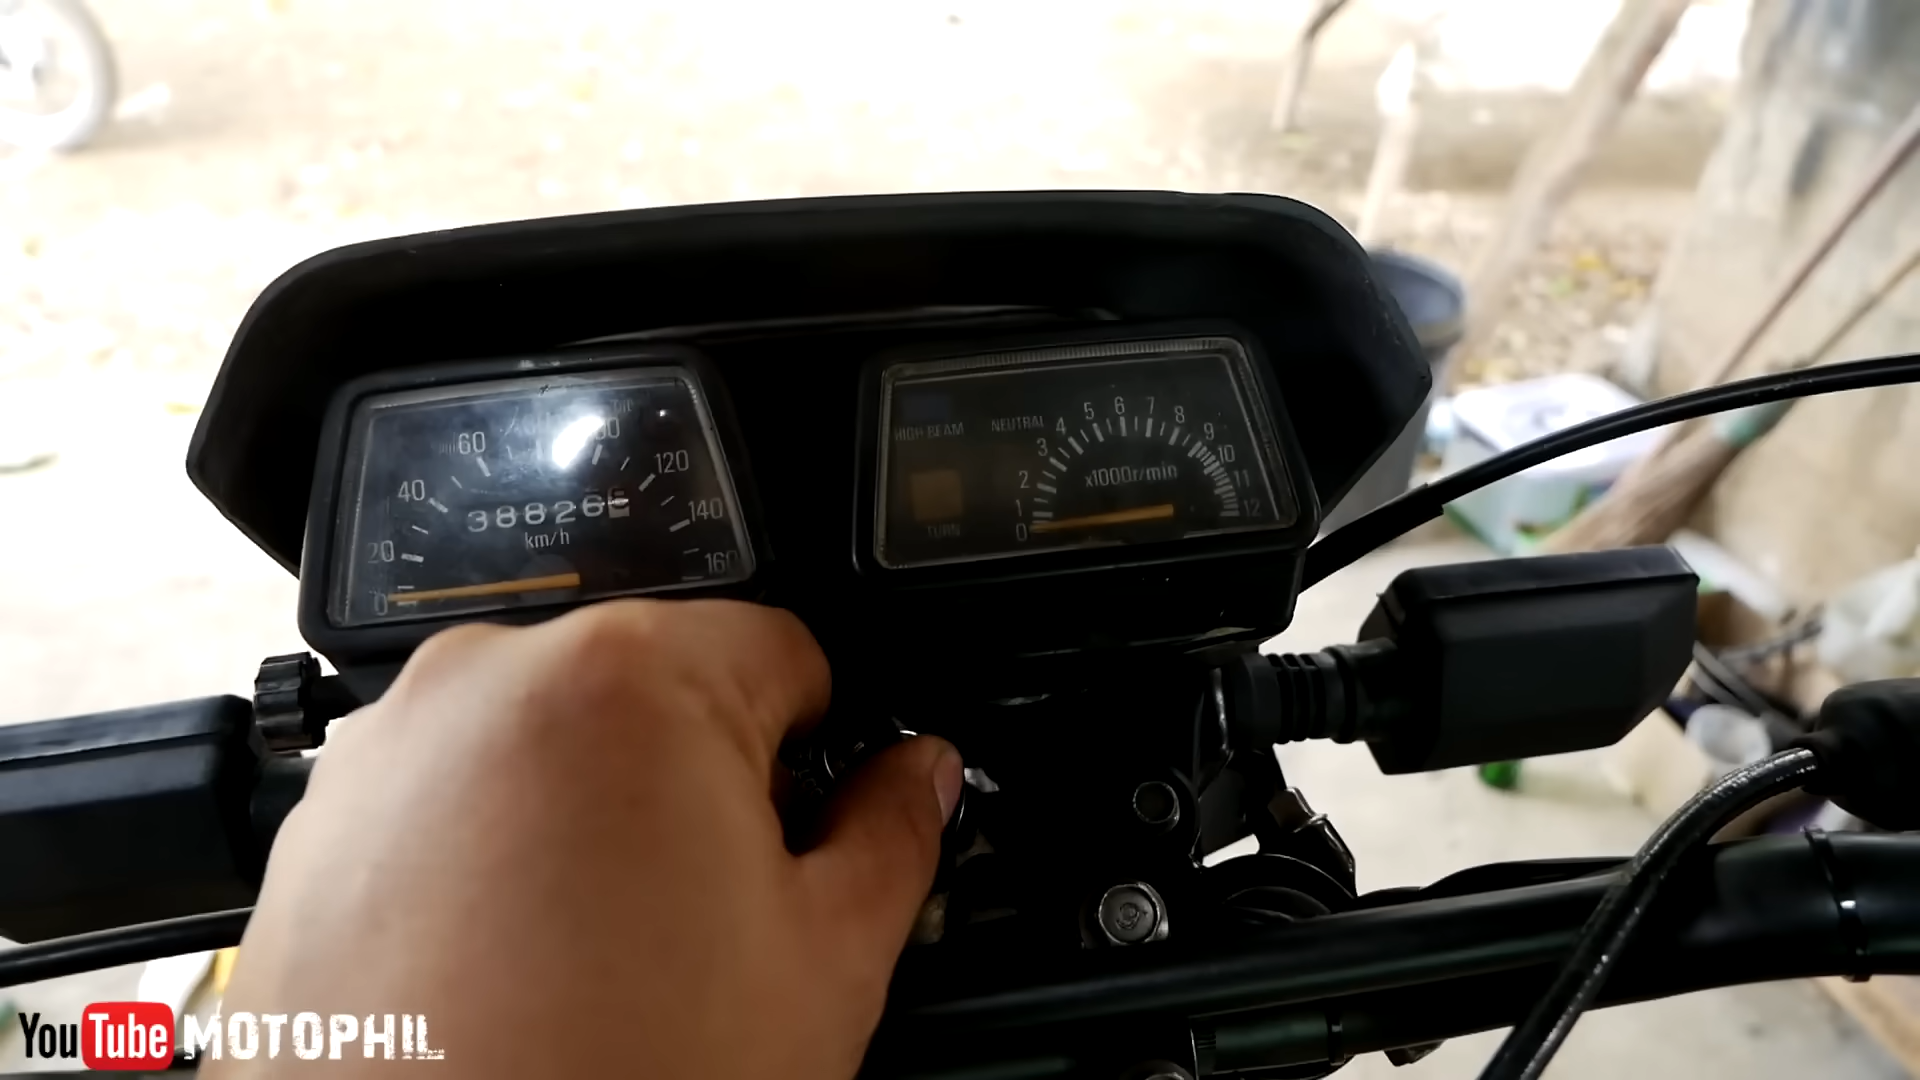 60
40
20
0
120
140
160
38826
km/h
HIGH BEAM
NEUTRAL
TURN
0 1 2 3 4 5 6 7 8 9 10 11 12
x1000r/min
9
YouTube MOTOPHIL